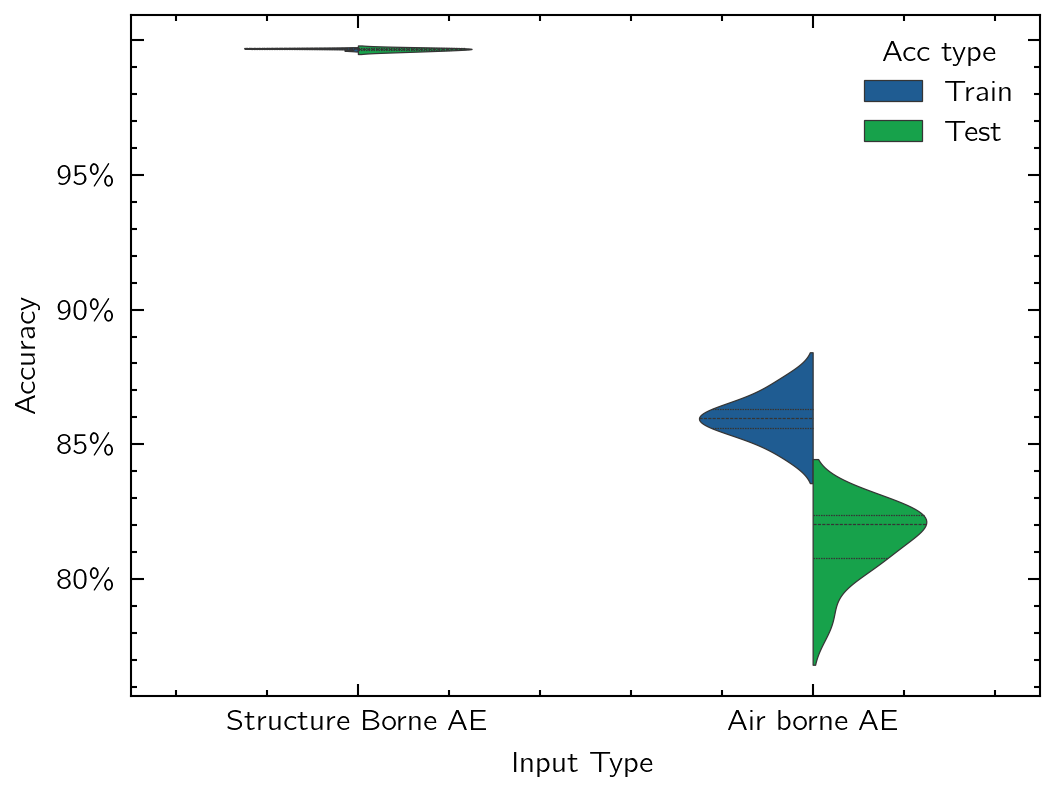 Acc type
Train
Test
95%
90%
85%
80%
Accuracy
Structure Borne AE
Air borne AE
Input Type